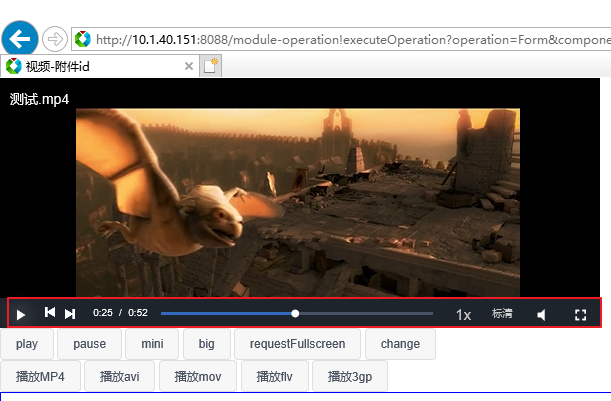 http://10.1.40.151:8088/module-operation!executeOperation?operation=Form&compone
视频-附件id
测试.mp4
0:25 / 0:52 1x 标清
play pause mini big requestFullscreen change
播放MP4 播放avi 播放mov 播放flv 播放3gp